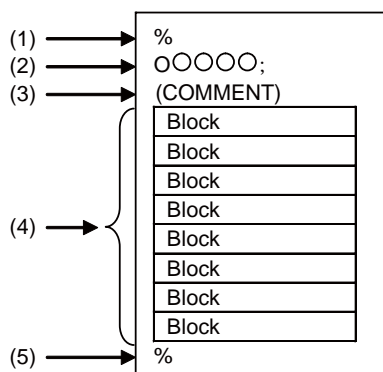 (1) %
(2) O○○○○;
(3) (COMMENT)
Block
Block
Block
Block
(4) Block
Block
Block
Block
(5) %